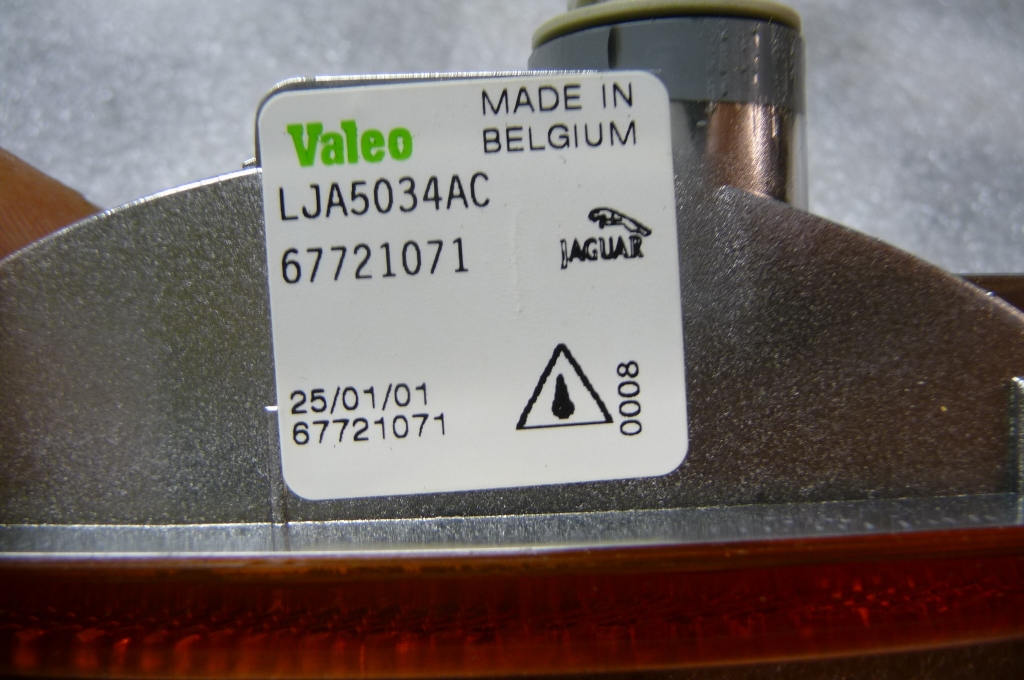 Valeo
MADE IN
BELGIUM
LJA5034AC
67721071
JAGUAR
25/01/01
67721071
0008